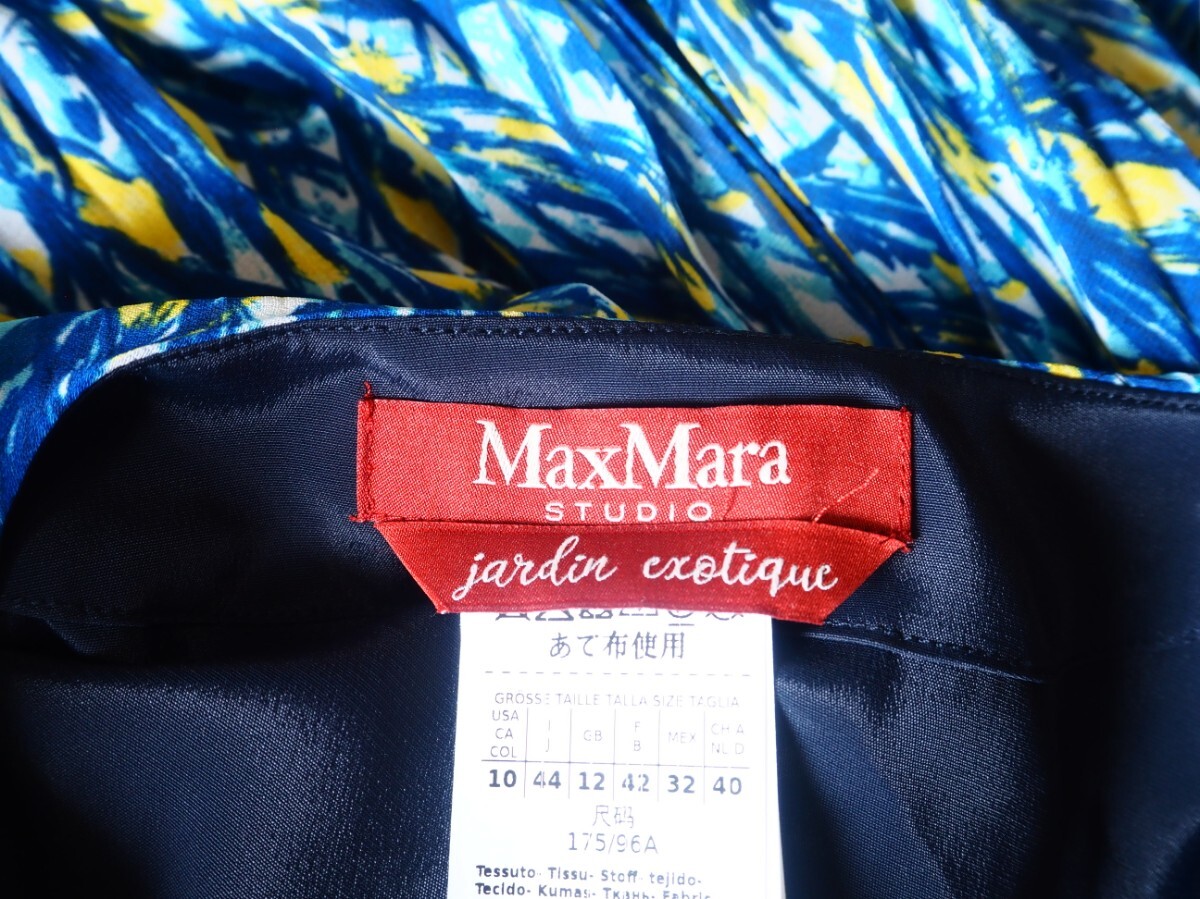 MaxMara
STUDIO
jardin exotique
あて布使用
GROSSE TAILLE TALLA SIZE TAGLIA
USA CA COL I J GB F B MEX CH A NL D
10 44 12 42 32 40
尺码
175/96A
Tessuto- Tissu- Stoff- tejido-
Tecido- Kumaş- Ткань- Fabric